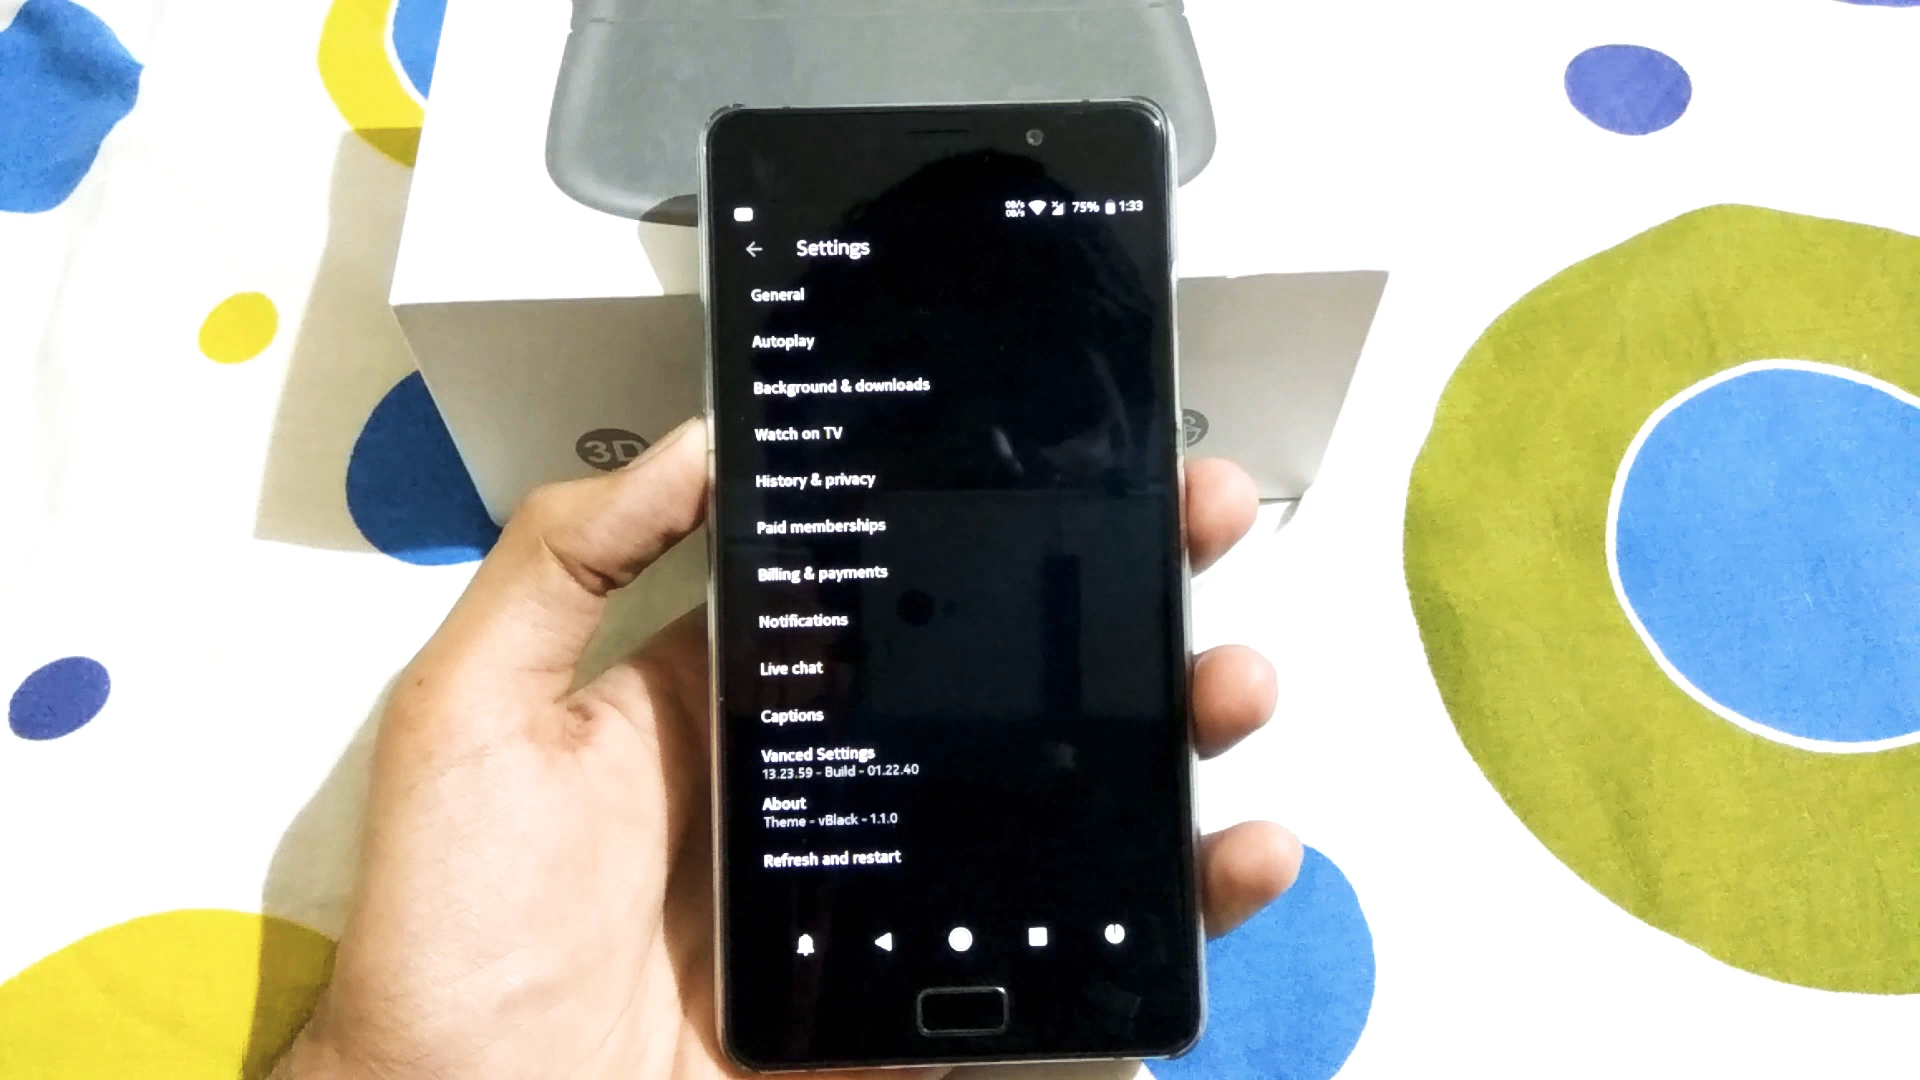 0B/s
0B/s
75% 1:33
Settings
General
Autoplay
Background & downloads
Watch on TV
3D
History & privacy
Paid memberships
Billing & payments
Notifications
Live chat
Captions
Vanced Settings
13.23.59 - Build - 01.22.40
About
Theme - vBlack - 1.1.0
Refresh and restart